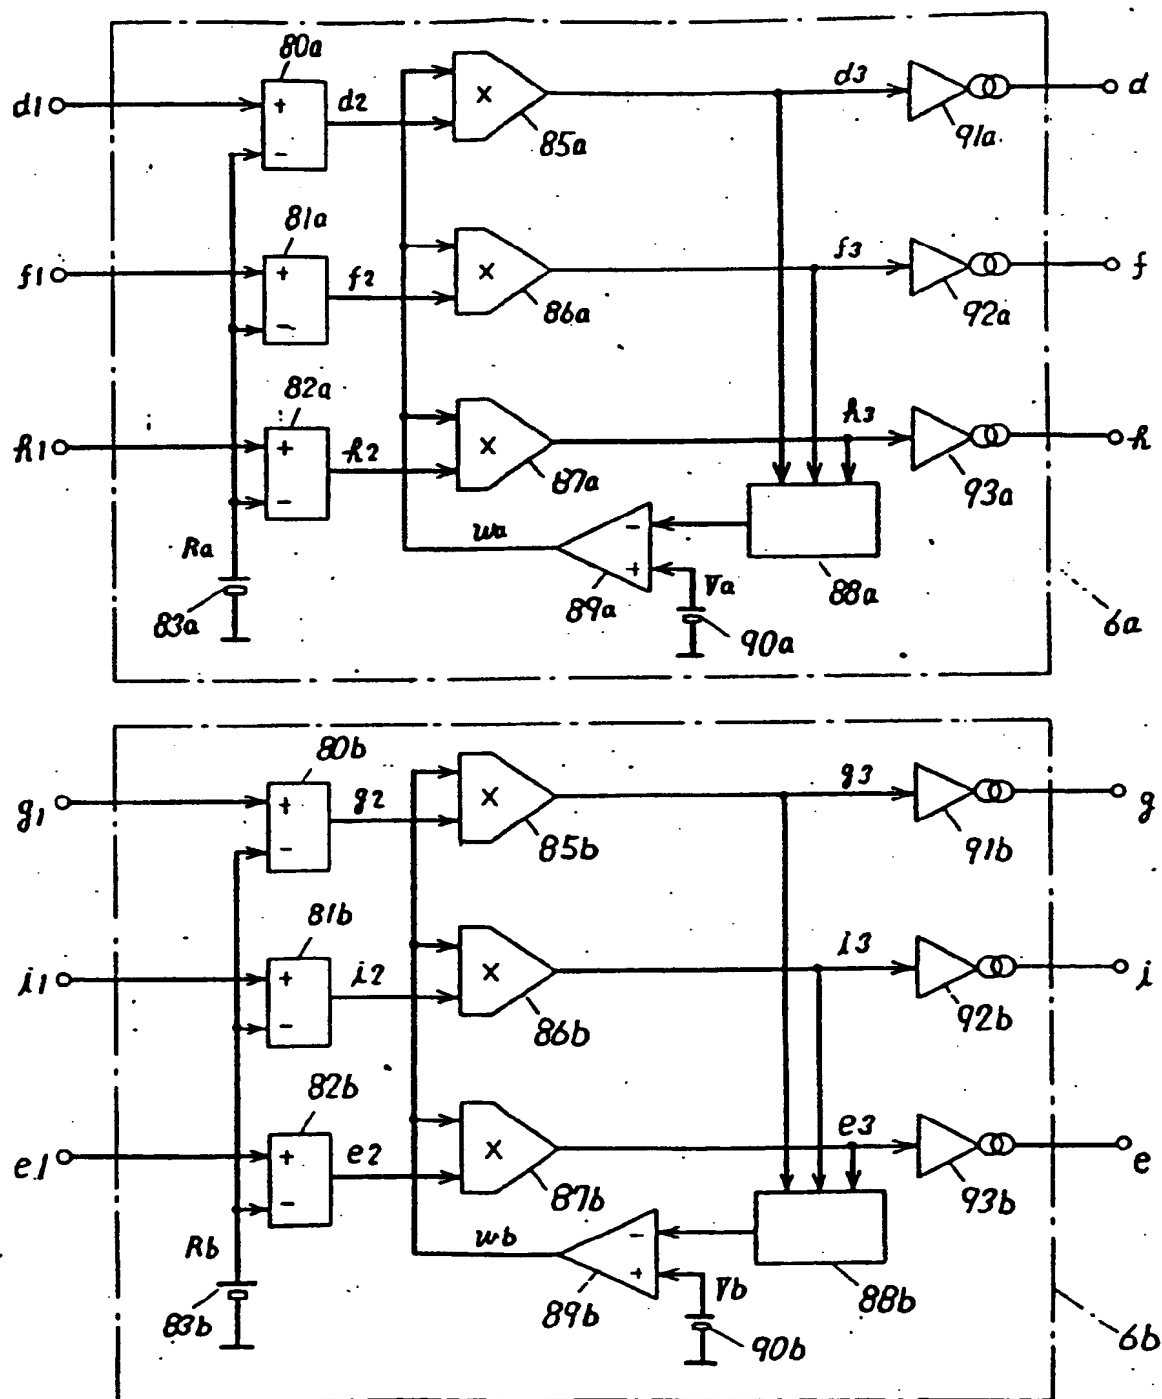 80a
d1
+
-
d2
×
85a
d3
91a
d
81a
f1
+
-
f2
×
86a
f3
92a
f
82a
h1
+
-
h2
×
87a
h3
93a
h
Ra
83a
wa
-
+
89a
Va
90a
88a
6a
80b
g1
+
-
g2
×
85b
g3
91b
g
81b
i1
+
-
i2
×
86b
i3
92b
i
82b
e1
+
-
e2
×
87b
e3
93b
e
Rb
83b
wb
-
+
89b
Vb
90b
88b
6b